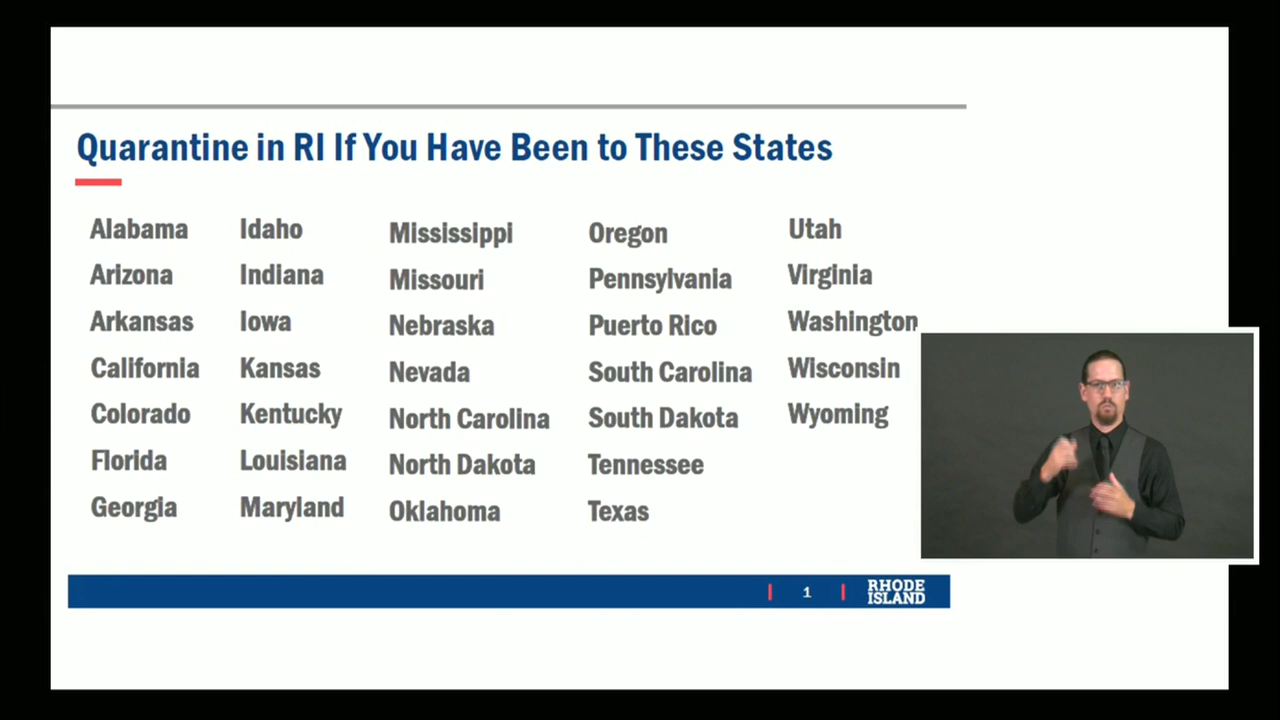 Quarantine in RI If You Have Been to These States
Alabama
Arizona
Arkansas
California
Colorado
Florida
Georgia
Idaho
Indiana
Iowa
Kansas
Kentucky
Louisiana
Maryland
Mississippi
Missouri
Nebraska
Nevada
North Carolina
North Dakota
Oklahoma
Oregon
Pennsylvania
Puerto Rico
South Carolina
South Dakota
Tennessee
Texas
Utah
Virginia
Washington
Wisconsin
Wyoming
1
RHODE
ISLAND